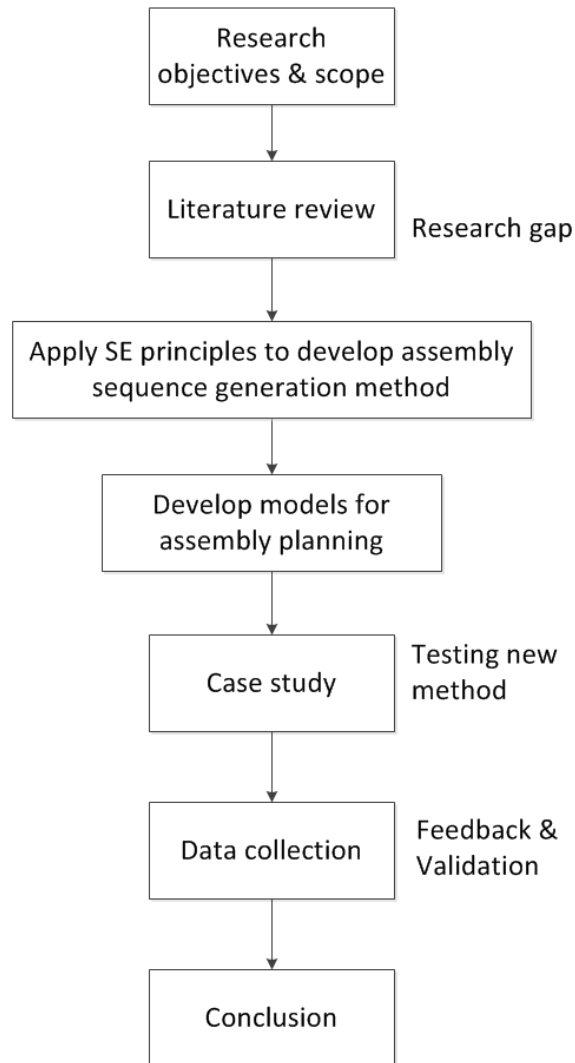 Research
objectives & scope
Literature review
Research gap
Apply SE principles to develop assembly
sequence generation method
Develop models for
assembly planning
Case study
Testing new
method
Data collection
Feedback &
Validation
Conclusion